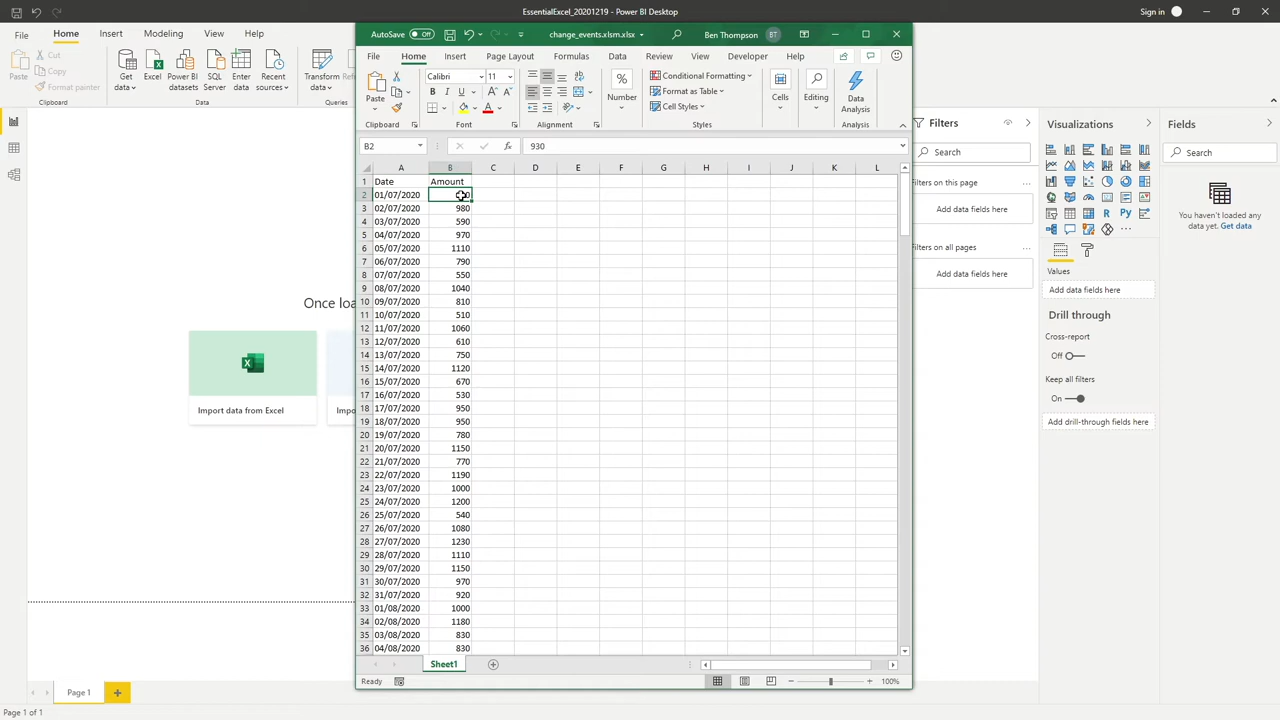 EssentialExcel_20201219 - Power BI Desktop
Sign in
File
Home
Insert
Modeling
View
Help
Paste
Cut
Copy
Format painter
Clipboard
Get data
Excel
Power BI datasets
SQL Server
Enter data
Recent sources
Data
Transform data
Queries
AutoSave
Off
change_events.xlsm.xlsx
Ben Thompson
BT
File
Home
Insert
Page Layout
Formulas
Data
Review
View
Developer
Help
Paste
Clipboard
Calibri
11
B I U
Font
Alignment
%
Number
Conditional Formatting
Format as Table
Cell Styles
Styles
Cells
Editing
Data Analysis
Analysis
B2
fx
930
A B C D E F G H I J K L
1 Date Amount
2 01/07/2020
3 02/07/2020 980
4 03/07/2020 590
5 04/07/2020 970
6 05/07/2020 1110
7 06/07/2020 790
8 07/07/2020 550
9 08/07/2020 1040
10 09/07/2020 810
11 10/07/2020 510
12 11/07/2020 1060
13 12/07/2020 610
14 13/07/2020 750
15 14/07/2020 1120
16 15/07/2020 670
17 16/07/2020 530
18 17/07/2020 950
19 18/07/2020 950
20 19/07/2020 780
21 20/07/2020 1150
22 21/07/2020 770
23 22/07/2020 1190
24 23/07/2020 1000
25 24/07/2020 1200
26 25/07/2020 540
27 26/07/2020 1080
28 27/07/2020 1230
29 28/07/2020 1110
30 29/07/2020 1150
31 30/07/2020 970
32 31/07/2020 920
33 01/08/2020 1000
34 02/08/2020 1180
35 03/08/2020 830
36 04/08/2020 830
Sheet1
Ready
100%
Once loa
Import data from Excel
Impo
Filters
Search
Filters on this page
Add data fields here
Filters on all pages
Add data fields here
Visualizations
R Py
Values
Add data fields here
Drill through
Cross-report
Off
Keep all filters
On
Add drill-through fields here
Fields
Search
You haven't loaded any data yet. Get data
Page 1
Page 1 of 1